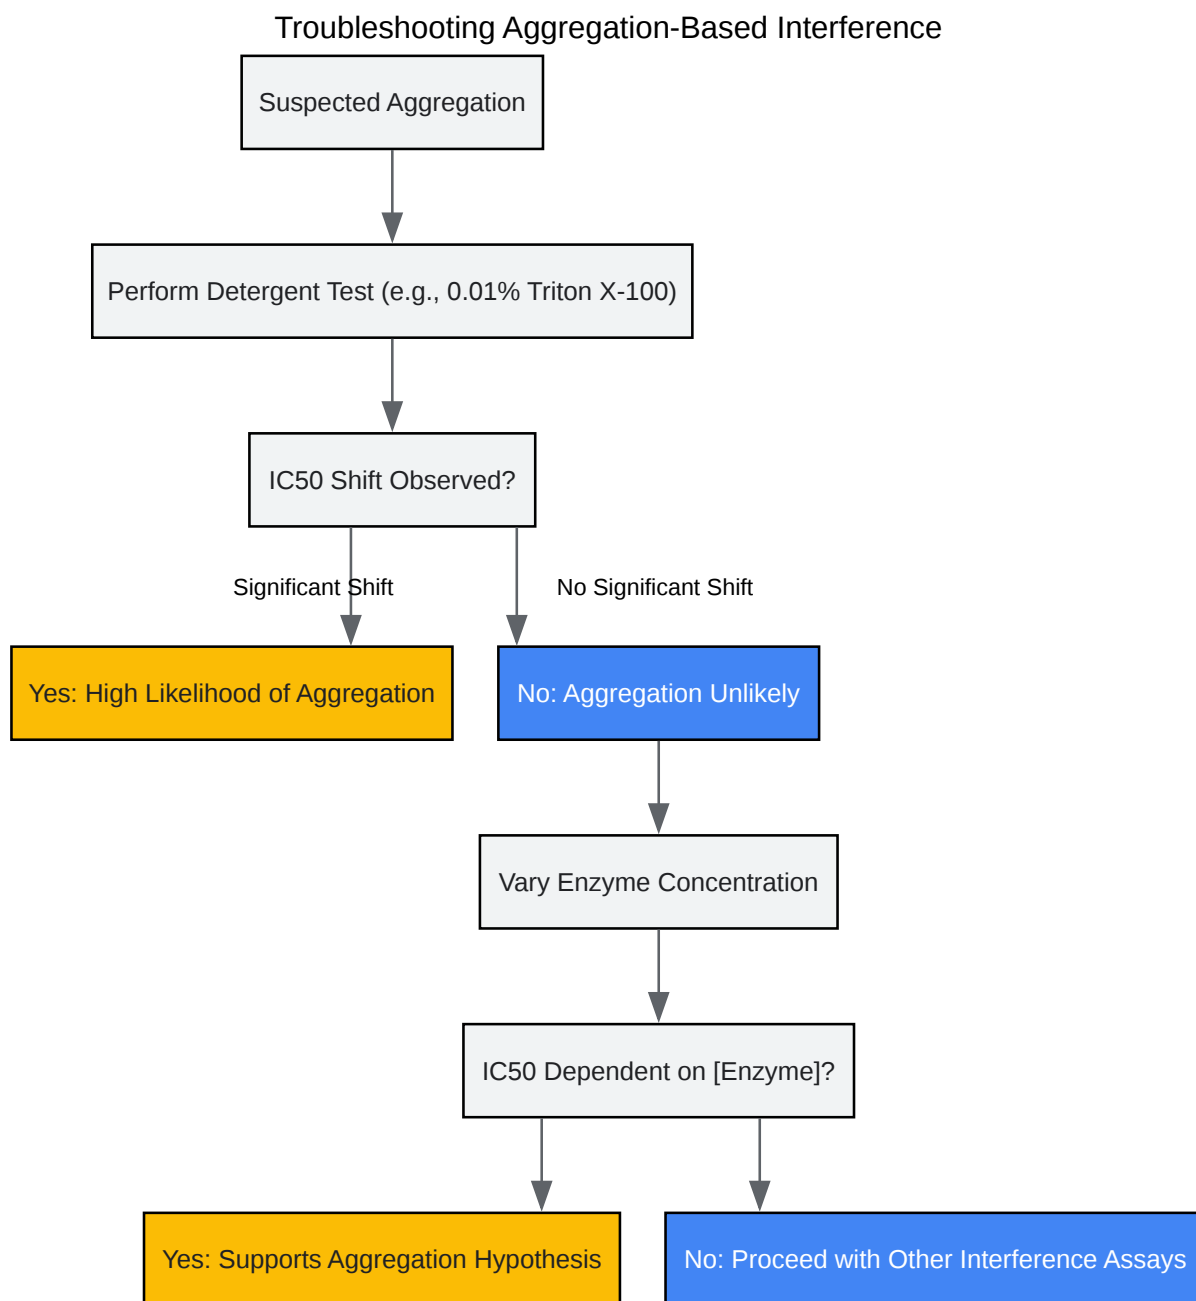 Troubleshooting Aggregation-Based Interference
Suspected Aggregation
Perform Detergent Test (e.g., 0.01% Triton X-100)
IC50 Shift Observed?
Significant Shift
No Significant Shift
Yes: High Likelihood of Aggregation
No: Aggregation Unlikely
Vary Enzyme Concentration
IC50 Dependent on [Enzyme]?
Yes: Supports Aggregation Hypothesis
No: Proceed with Other Interference Assays